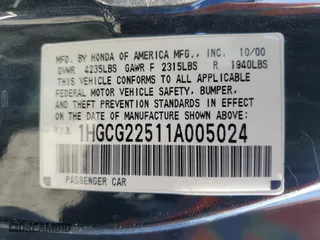 MFD. BY HONDA OF AMERICA MFG., INC. 10/00
GVWR 4235LBS GAWR F 2315LBS R 1940LBS
THIS VEHICLE CONFORMS TO ALL APPLICABLE
FEDERAL MOTOR VEHICLE SAFETY, BUMPER,
AND THEFT PREVENTION STANDARDS IN EFFECT
ON THE DATE OF MANUFACTURE SHOWN ABOVE.
V.I.N. 1HGCG22511A005024
PASSENGER CAR